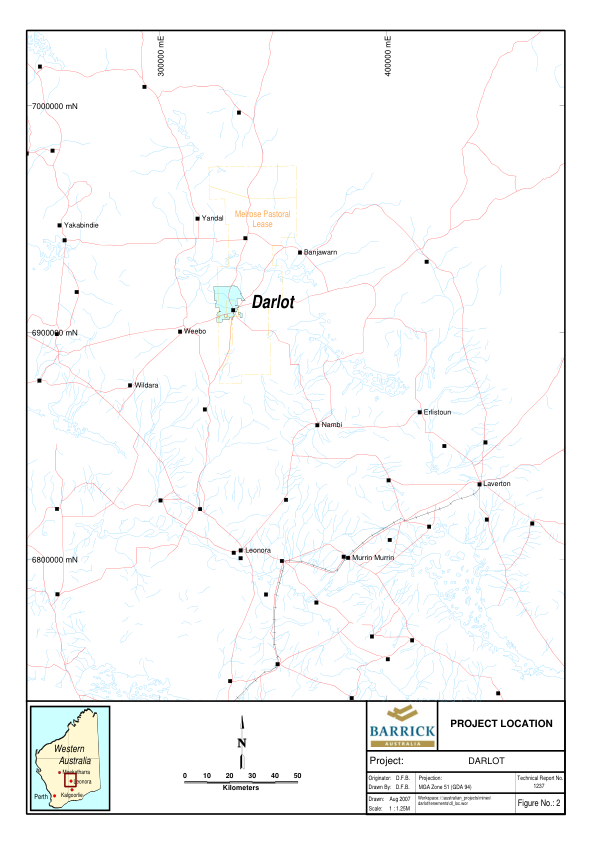 300000 mE
400000 mE
7000000 mN
Yakabindie
Yandal
Melrose Pastoral
Lease
Banjawarn
Darlot
6900000 mN
Weebo
Wildara
Erlistoun
Nambi
Laverton
Leonora
Murrin Murrin
6800000 mN
Western
Australia
Meekatharra
Leonora
Kalgoorlie
Perth
N
0 10 20 30 40 50
Kilometers
BARRICK
AUSTRALIA
PROJECT LOCATION
Project: DARLOT
Originator: D.F.B.
Drawn By: D.F.B.
Projection:
MGA Zone 51 (GDA 94)
Technical Report No.
1237
Drawn: Aug 2007
Scale: 1 : 1.25M
Figure No.: 2